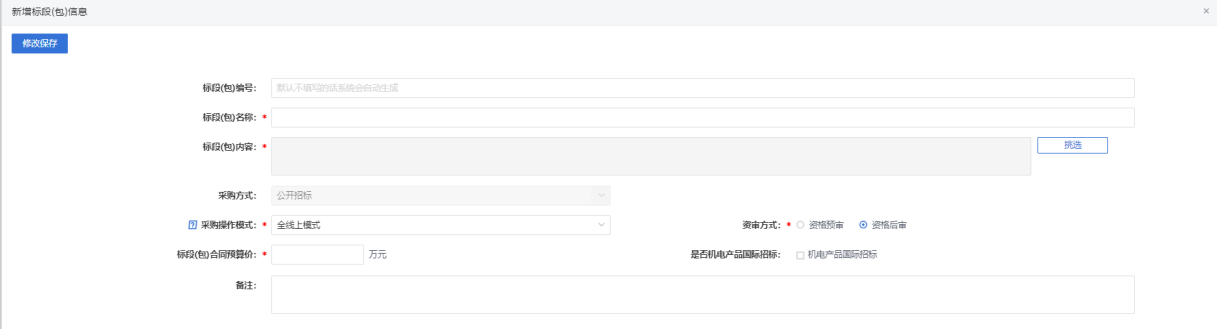 新增标段(包)信息 ×
修改保存
标段(包)编号: 默认不填写的话系统会自动生成
标段(包)名称: *
标段(包)内容: * 挑选
采购方式: 公开招标
? 采购操作模式: * 全线上模式 资审方式: * 资格预审 资格后审
标段(包)合同预算价: * 万元 是否机电产品国际招标: 机电产品国际招标
备注: